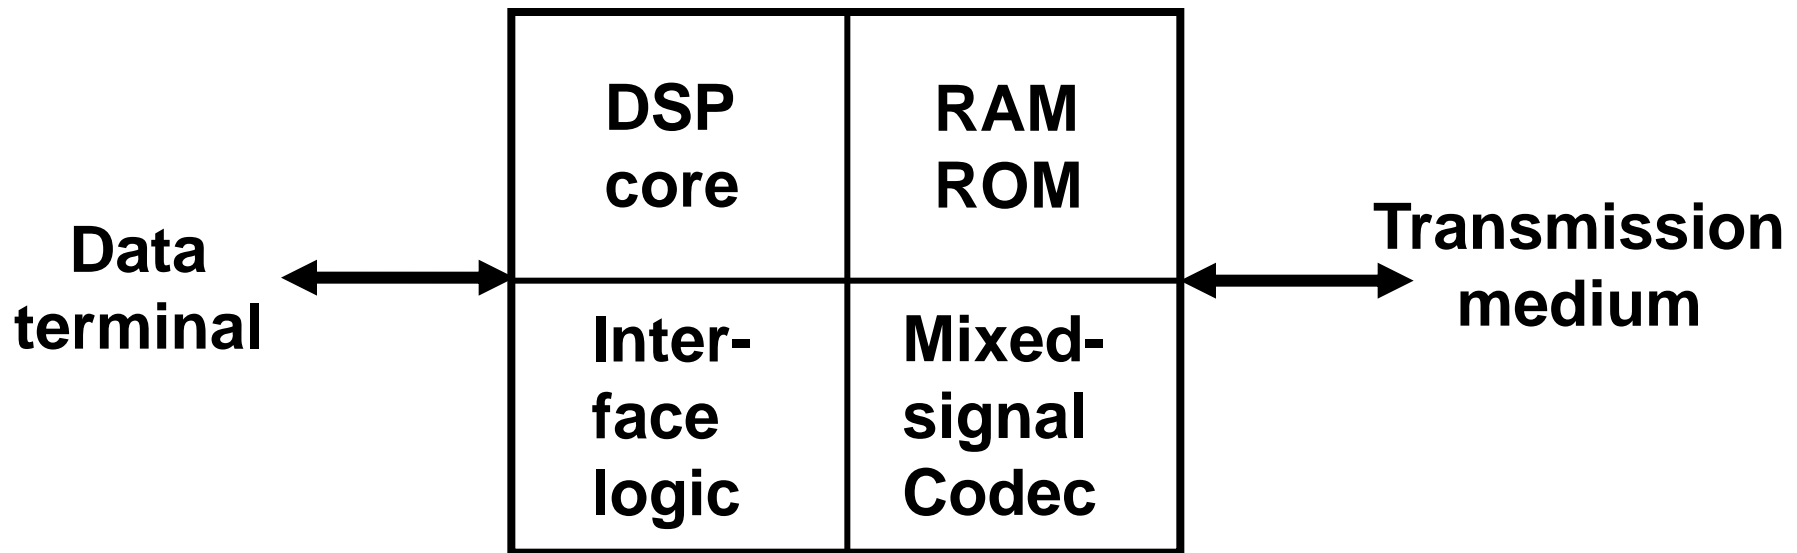 Data
terminal
DSP
core
RAM
ROM
Inter-
face
logic
Mixed-
signal
Codec
Transmission
medium